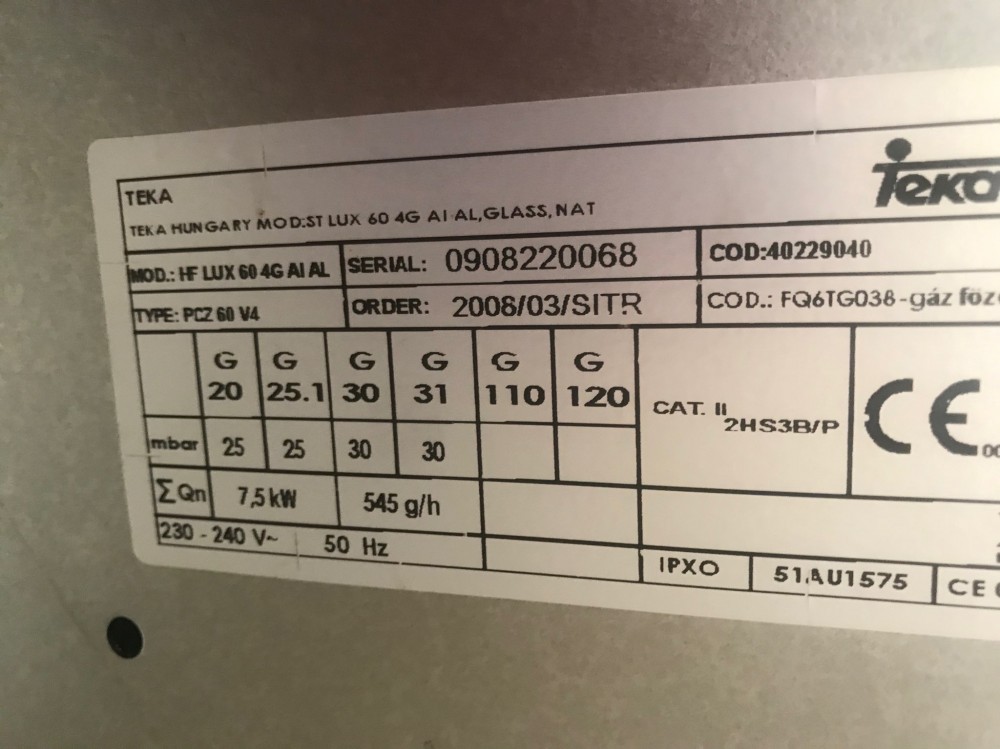 TEKA
TEKA HUNGARY MOD:ST LUX 60 4G AI AL,GLASS,NAT
Teka
MOD.: HF LUX 60 4G AI AL
SERIAL: 0908220068
COD:40229040
TYPE: PCZ 60 V4
ORDER: 2008/03/SITR
COD.: FQ6TG038-gáz
G 20
G 25.1
G 30
G 31
G 110
G 120
CAT. II 2HS3B/P
CE
mbar 25 25 30 30
ΣQn 7,5 kW 545 g/h
230 - 240 V~ 50 Hz
IPXO 51AU1575 CE